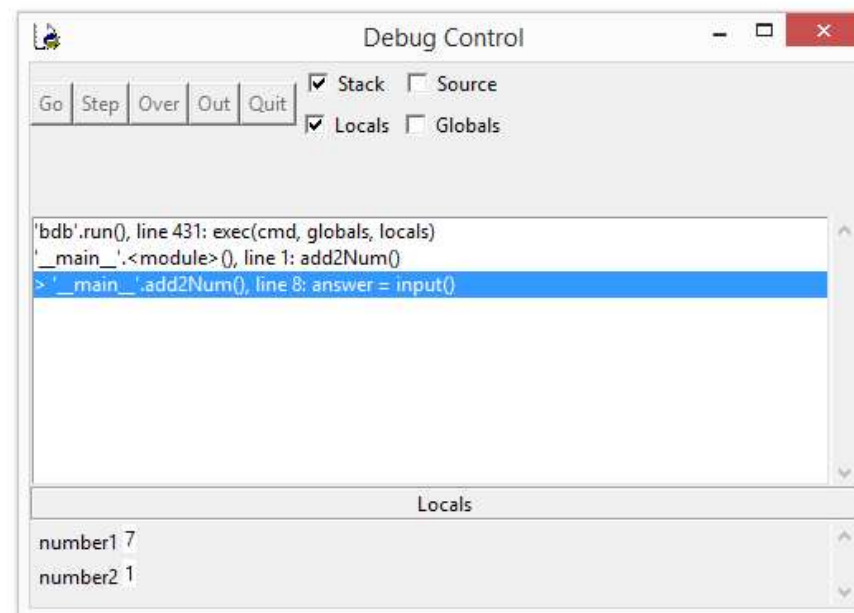 Debug Control
Go Step Over Out Quit Stack Source
Locals Globals
'bdb'.run(), line 431: exec(cmd, globals, locals)
'__main__'.<module>(), line 1: add2Num()
> '__main__'.add2Num(), line 8: answer = input()
Locals
number1 7
number2 1